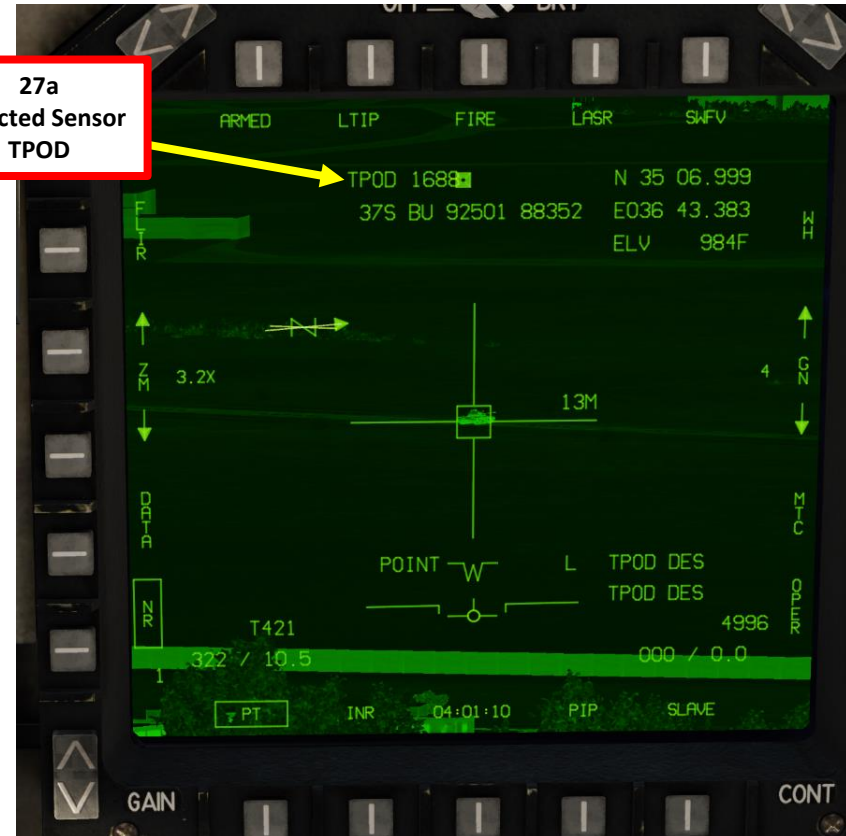 27a
cted Sensor
TPOD
ARMED LTIP FIRE LASR SWFV
TPOD 1688 N 35 06.999
37S BU 92501 88352 E036 43.383
ELV 984F
FLIR
WH
ZM 3.2X
4 GN
13M
DATA
MTC
POINT W L TPOD DES
TPOD DES
NR
OPER
T421 4996
322 / 10.5 000 / 0.0
1
PT INR 04:01:10 PIP SLAVE
GAIN CONT